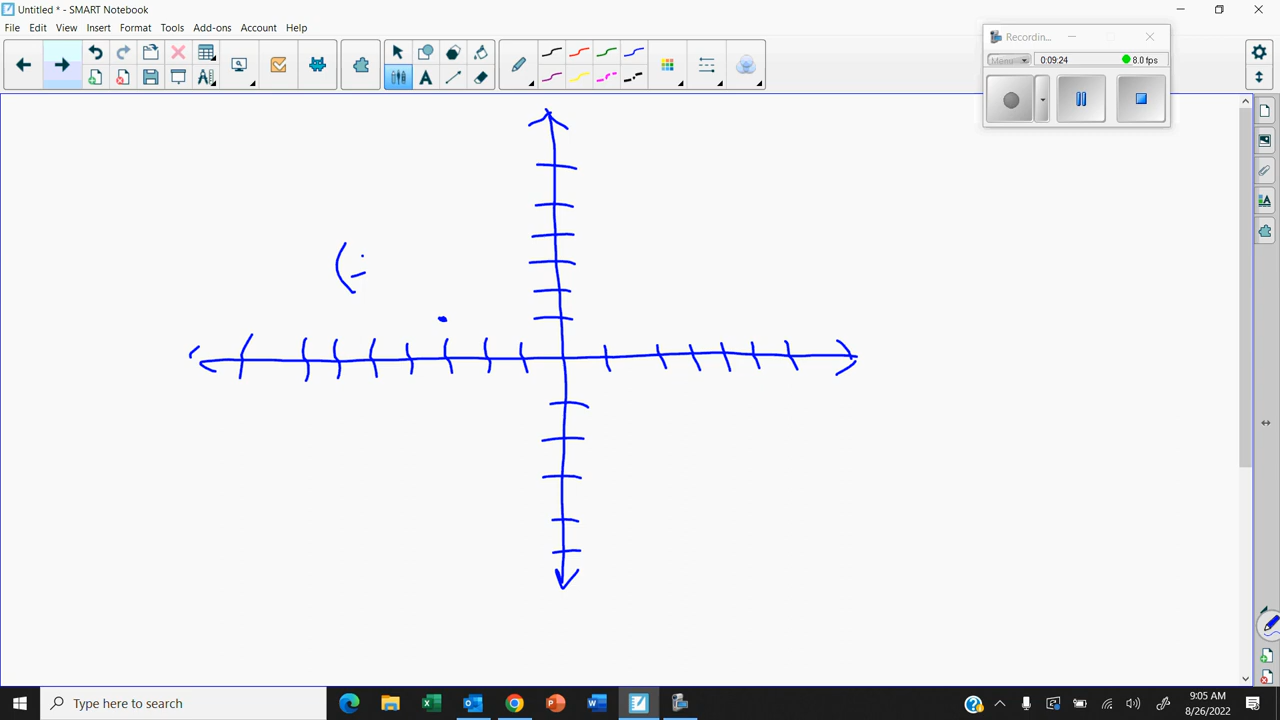 Untitled * - SMART Notebook
File Edit View Insert Format Tools Add-ons Account Help
Recordin...
Menu 0:09.24 8.0 fps
(-
Type here to search
9:05 AM
8/26/2022